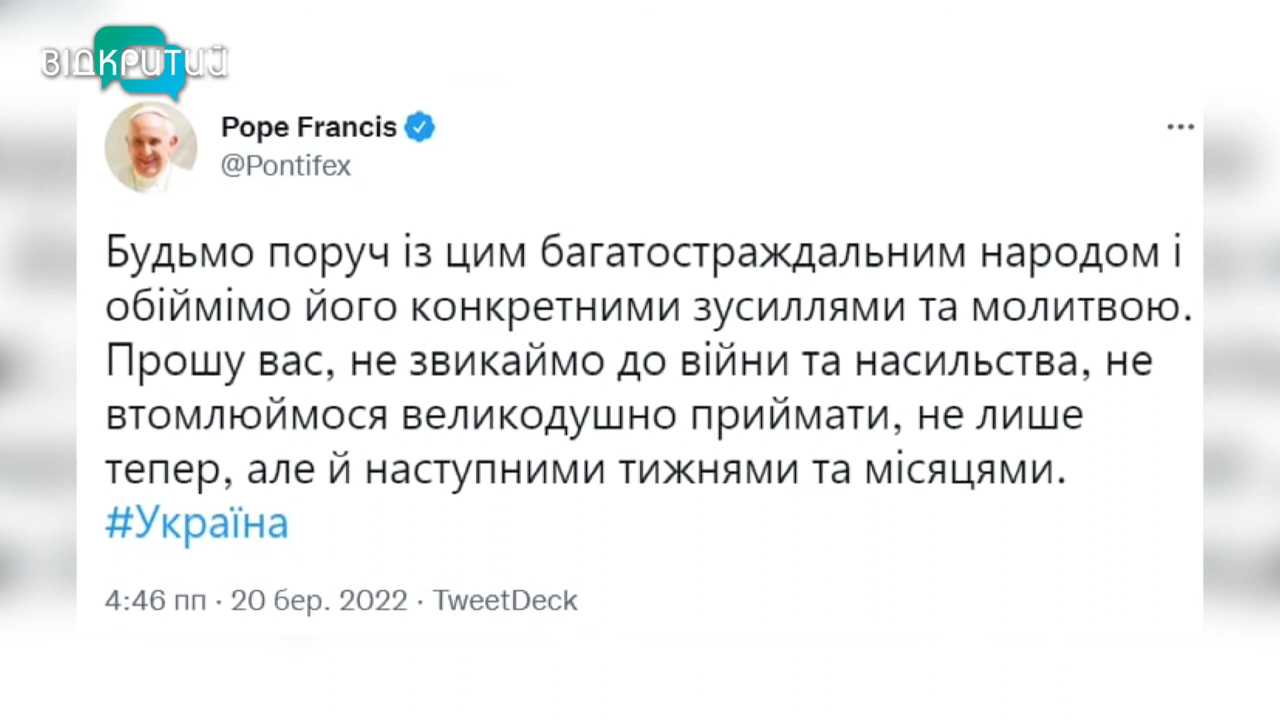 ВІДКРИТИЙ
Pope Francis
@Pontifex
Будьмо поруч із цим багатостраждальним народом і
обіймімо його конкретними зусиллями та молитвою.
Прошу вас, не звикаймо до війни та насильства, не
втомлюймося великодушно приймати, не лише
тепер, але й наступними тижнями та місяцями.
#Україна
4:46 пп · 20 бер. 2022 · TweetDeck